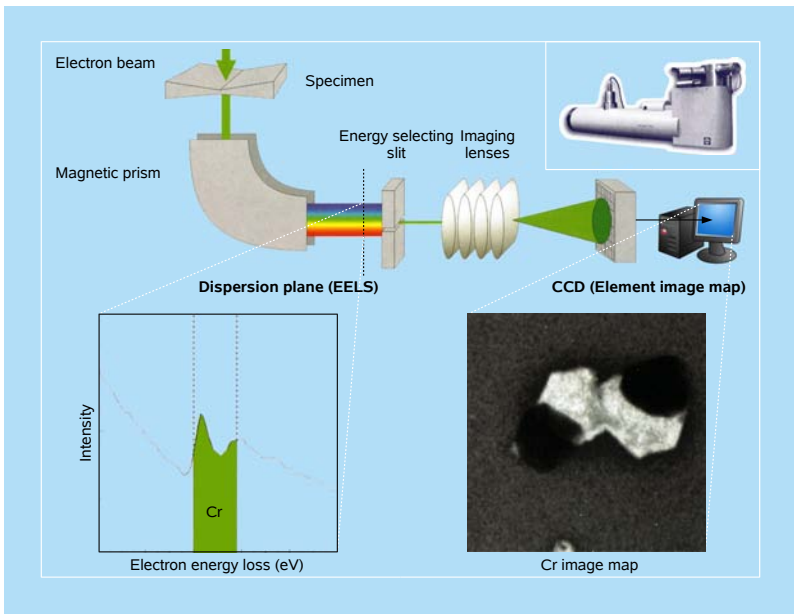 Electron beam
Specimen
Energy selecting
slit
Imaging
lenses
Magnetic prism
Dispersion plane (EELS)
CCD (Element image map)
Intensity
Cr
Electron energy loss (eV)
Cr image map